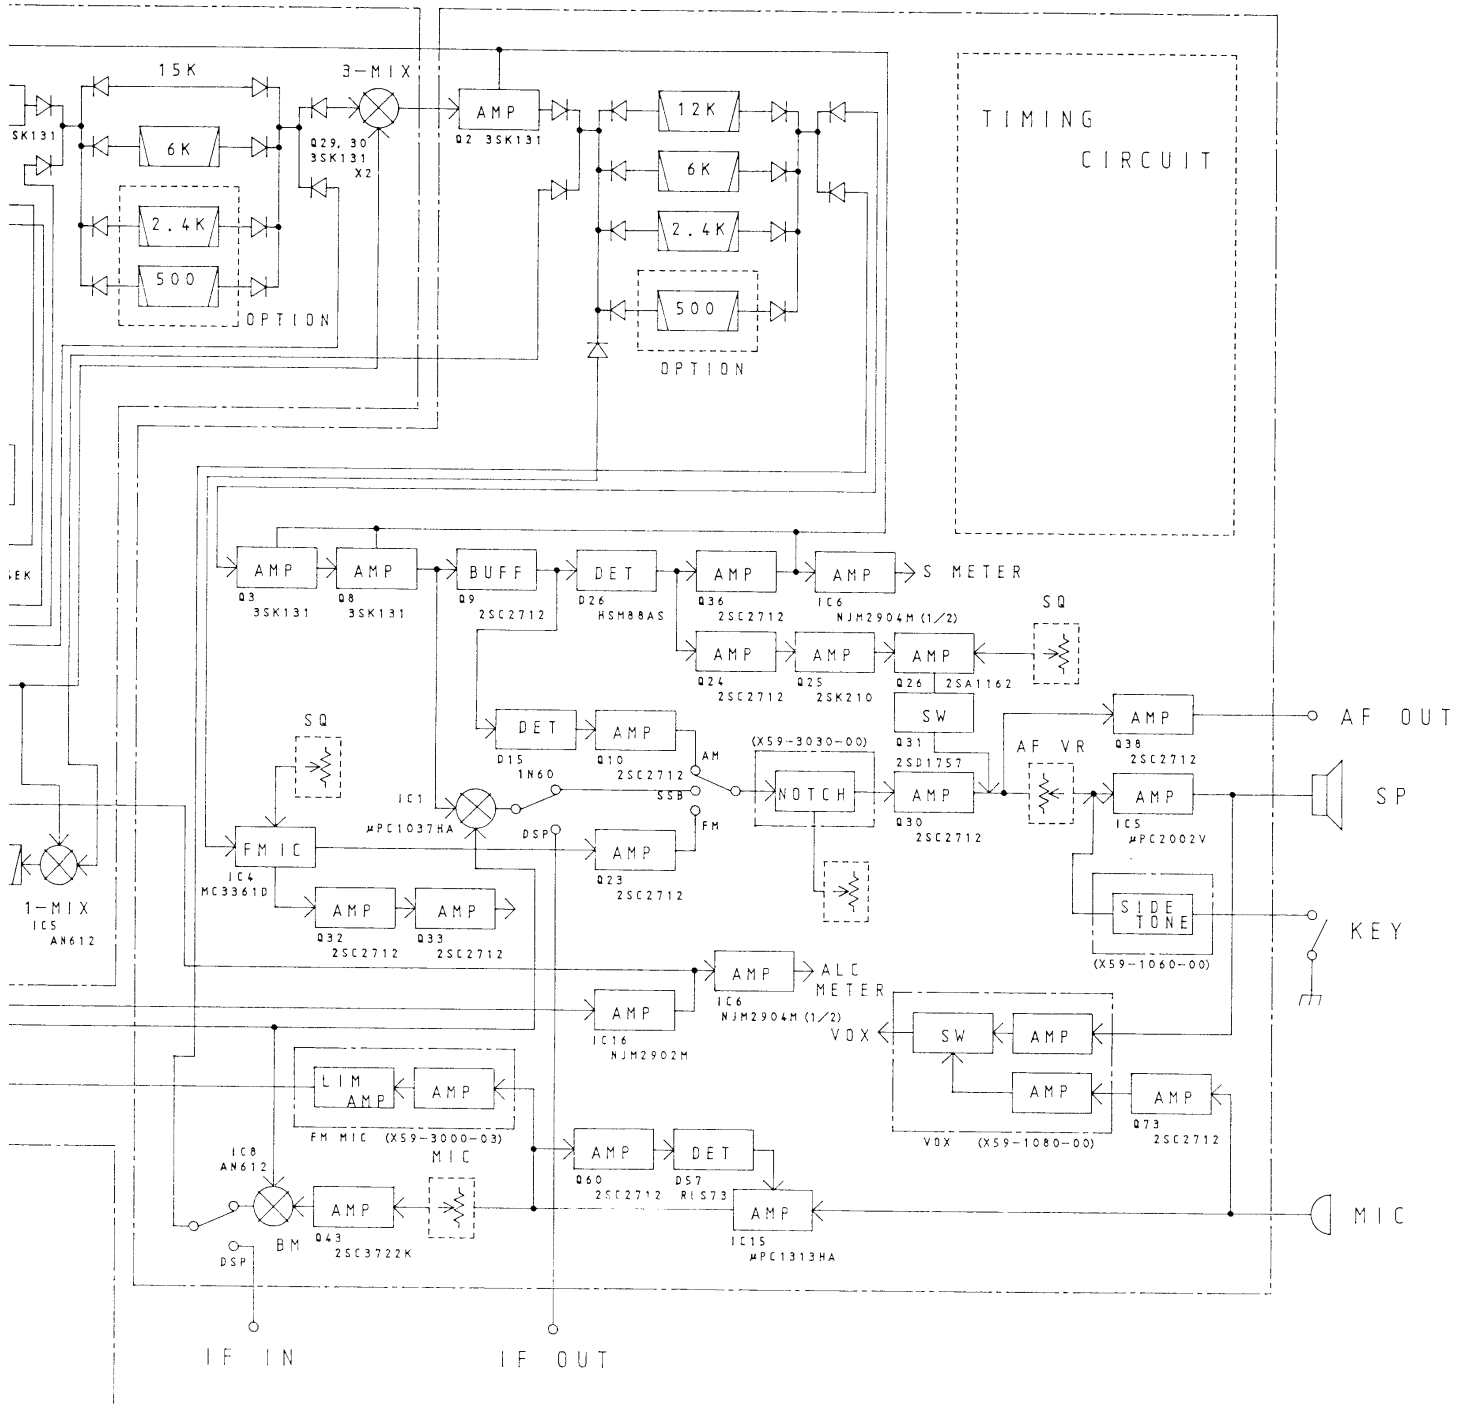 15K
3-MIX
SK131
6K
Q29,30
3SK131
X2
2.4K
500
OPTION
AMP
Q2 3SK131
12K
6K
2.4K
500
OPTION
TIMING
CIRCUIT
AMP
Q3
3SK131
AMP
Q8
3SK131
BUFF
Q9
2SC2712
DET
D26
HSM88AS
AMP
Q36
2SC2712
AMP
IC6
NJM2904M(1/2)
S METER
AMP
Q24
2SC2712
AMP
Q25
2SK210
AMP
Q26
2SA1162
SQ
SW
Q31
2SD1757
SQ
DET
D15
1N60
AMP
Q10
2SC2712
AM
SSB
FM
(X59-3030-00)
NOTCH
AMP
Q30
2SC2712
AF VR
AMP
Q38
2SC2712
AF OUT
AMP
IC5
µPC2002V
SP
IC1
µPC1037HA
DSP
FM IC
IC4
MC3361D
AMP
Q23
2SC2712
AMP
Q32
2SC2712
AMP
Q33
2SC2712
1-MIX
IC5
AN612
SIDE
TONE
(X59-1060-00)
KEY
AMP
IC6
NJM2904M(1/2)
ALC
METER
AMP
IC16
NJM2902M
VOX
SW
AMP
AMP
VOX (X59-1080-00)
AMP
Q73
2SC2712
LIM
AMP
AMP
FM MIC (X59-3000-03)
MIC
IC8
AN612
BM
DSP
AMP
Q43
2SC3722K
AMP
Q60
2SC2712
DET
D57
RLS73
AMP
IC15
µPC1313HA
MIC
IF IN
IF OUT